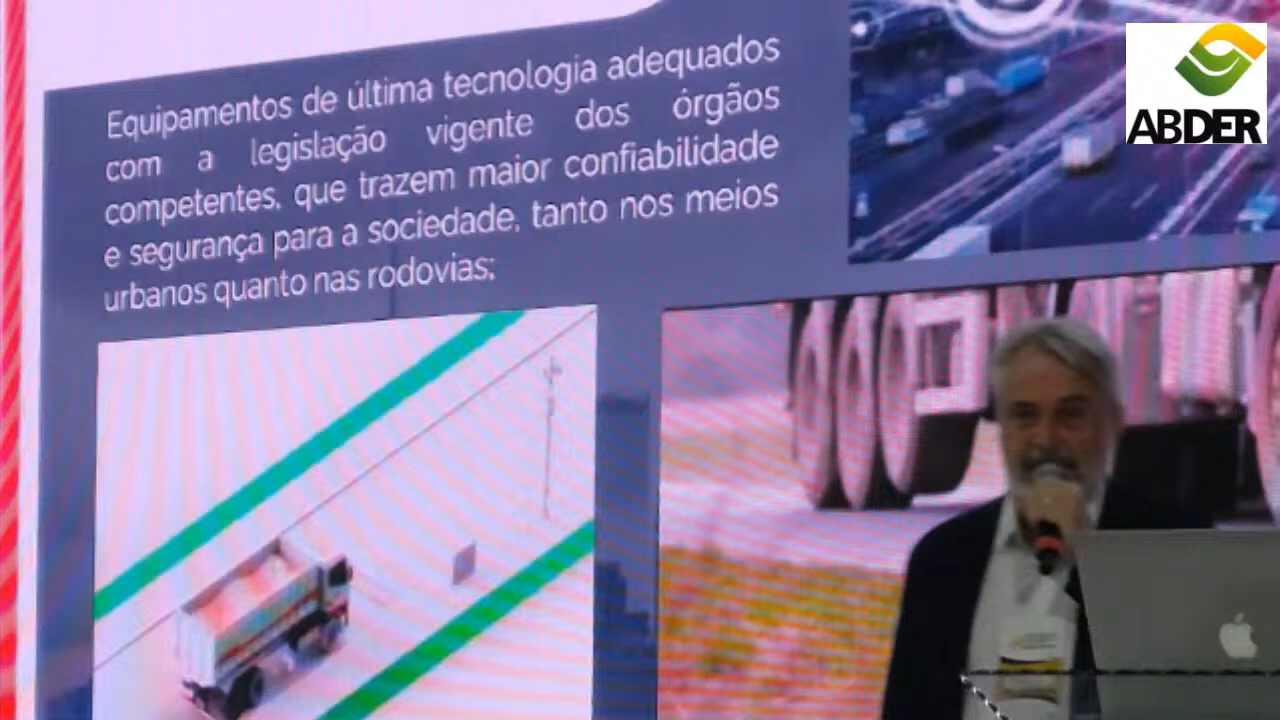 Equipamentos de última tecnologia adequados
com a legislação vigente dos órgãos
competentes, que trazem maior confiabilidade
e segurança para a sociedade, tanto nos meios
urbanos quanto nas rodovias;
ABDER